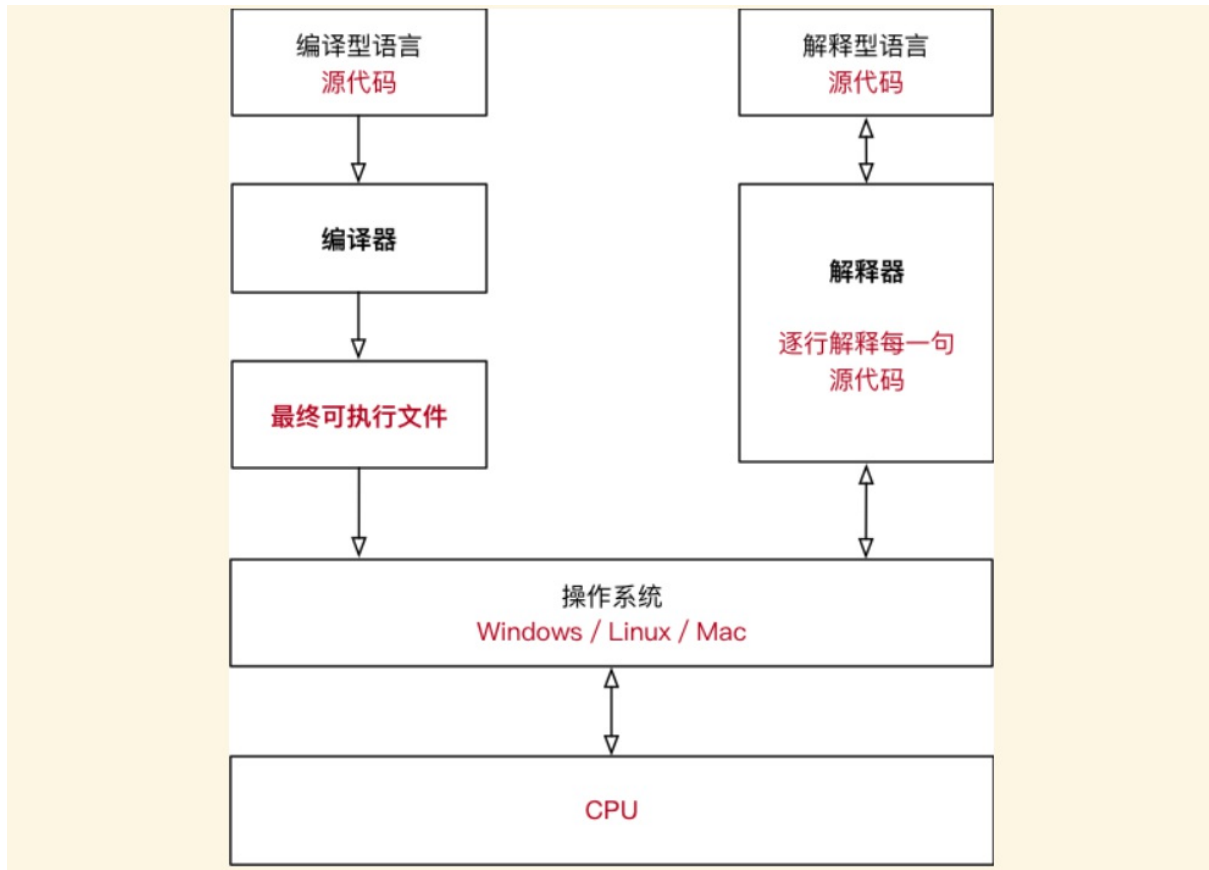 编译型语言
源代码
解释型语言
源代码
编译器
解释器
逐行解释每一句
源代码
最终可执行文件
操作系统
Windows / Linux / Mac
CPU